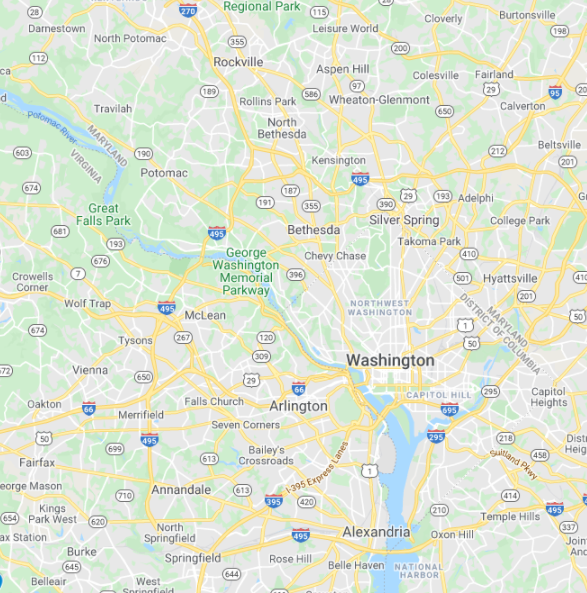 28
Darnestown
North Potomac
270
Regional Park
115
Leisure World
28
Cloverly
Burtonsville
198
355
Rockville
200
112
Aspen Hill
Colesville
Fairland
29
95
189
97
586
Travilah
Rollins Park
Wheaton-Glenmont
650
Calverton
Potomac River
MARYLAND
VIRGINIA
North
Bethesda
603
190
Kensington
212
Beltsville
201
674
Potomac
495
187
191
355
390
29
193
Adelphi
Great
Falls Park
Silver Spring
College Park
681
495
Bethesda
193
Takoma Park
676
George
Washington
Memorial
Parkway
Chevy Chase
410
Crowells
Corner
7
396
501
Hyattsville
410
201
Wolf Trap
495
McLean
NORTHWEST
WASHINGTON
MARYLAND
DISTRICT OF COLUMBIA
50
674
1
Tysons
267
120
50
309
Washington
Vienna
650
29
66
CAPITOL HILL
295
Capitol
Heights
Oakton
66
Falls Church
Arlington
695
Merrifield
Seven Corners
50
495
295
218
699
Bailey's
Crossroads
I-395 Express Lanes
458
Fairfax
613
1
Suitland Pkwy
eorge Mason
Annandale
613
710
395
420
414
Kings
Park West
210
495
654
620
Temple Hills
North
Springfield
495
Alexandria
Oxon Hill
337
Burke
Springfield
Rose Hill
Belle Haven
645
644
NATIONAL
HARBOR
Belleair
West
Springfield